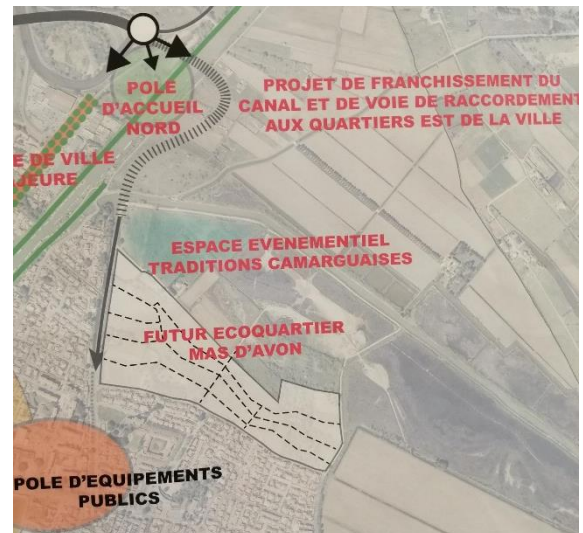 POLE
D'ACCUEIL
NORD
PROJET DE FRANCHISSEMENT DU
CANAL ET DE VOIE DE RACCORDEMENT
AUX QUARTIERS EST DE LA VILLE
E DE VILLE
JEURE
ESPACE EVENEMENTIEL
TRADITIONS CAMARGUAISES
FUTUR ECOQUARTIER
MAS D'AVON
POLE D'EQUIPEMENTS
PUBLICS